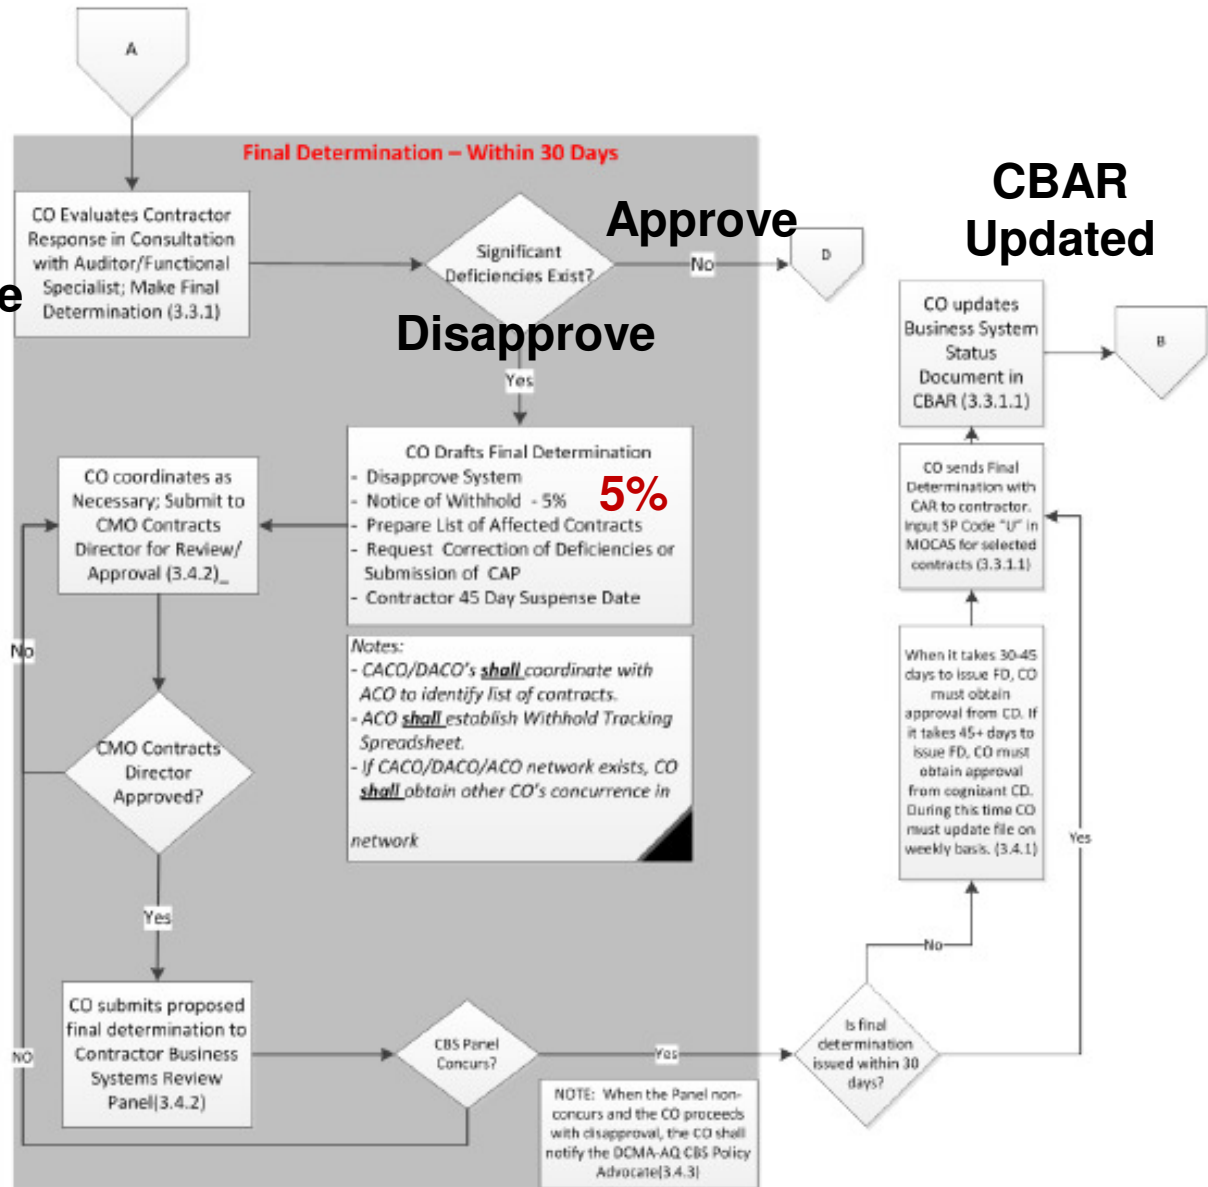 A
Final Determination – Within 30 Days
CO Evaluates Contractor
Response in Consultation
with Auditor/Functional
Specialist; Make Final
Determination (3.3.1)
e
Significant
Deficiencies Exist?
Approve
No
D
Disapprove
Yes
CO Drafts Final Determination
- Disapprove System
- Notice of Withhold - 5%
5%
- Prepare List of Affected Contracts
- Request Correction of Deficiencies or
Submission of CAP
- Contractor 45 Day Suspense Date
CO coordinates as
Necessary; Submit to
CMO Contracts
Director for Review/
Approval (3.4.2)_
No
Notes:
- CACO/DACO's shall coordinate with
ACO to identify list of contracts.
- ACO shall establish Withhold Tracking
Spreadsheet.
- If CACO/DACO/ACO network exists, CO
shall obtain other CO's concurrence in
network
CMO Contracts
Director
Approved?
Yes
CO submits proposed
final determination to
Contractor Business
Systems Review
Panel(3.4.2)
NO
CBS Panel
Concurs?
Yes
NOTE: When the Panel non-
concurs and the CO proceeds
with disapproval, the CO shall
notify the DCMA-AQ CBS Policy
Advocate(3.4.3)
Is final
determination
issued within 30
days?
No
Yes
When it takes 30-45
days to issue FD, CO
must obtain
approval from CD. If
it takes 45+ days to
issue FD, CO must
obtain approval
from cognizant CD.
During this time CO
must update file on
weekly basis. (3.4.1)
CO sends Final
Determination with
CAR to contractor.
Input SP Code "U" in
MOCAS for selected
contracts (3.3.1.1)
CBAR
Updated
CO updates
Business System
Status
Document in
CBAR (3.3.1.1)
B